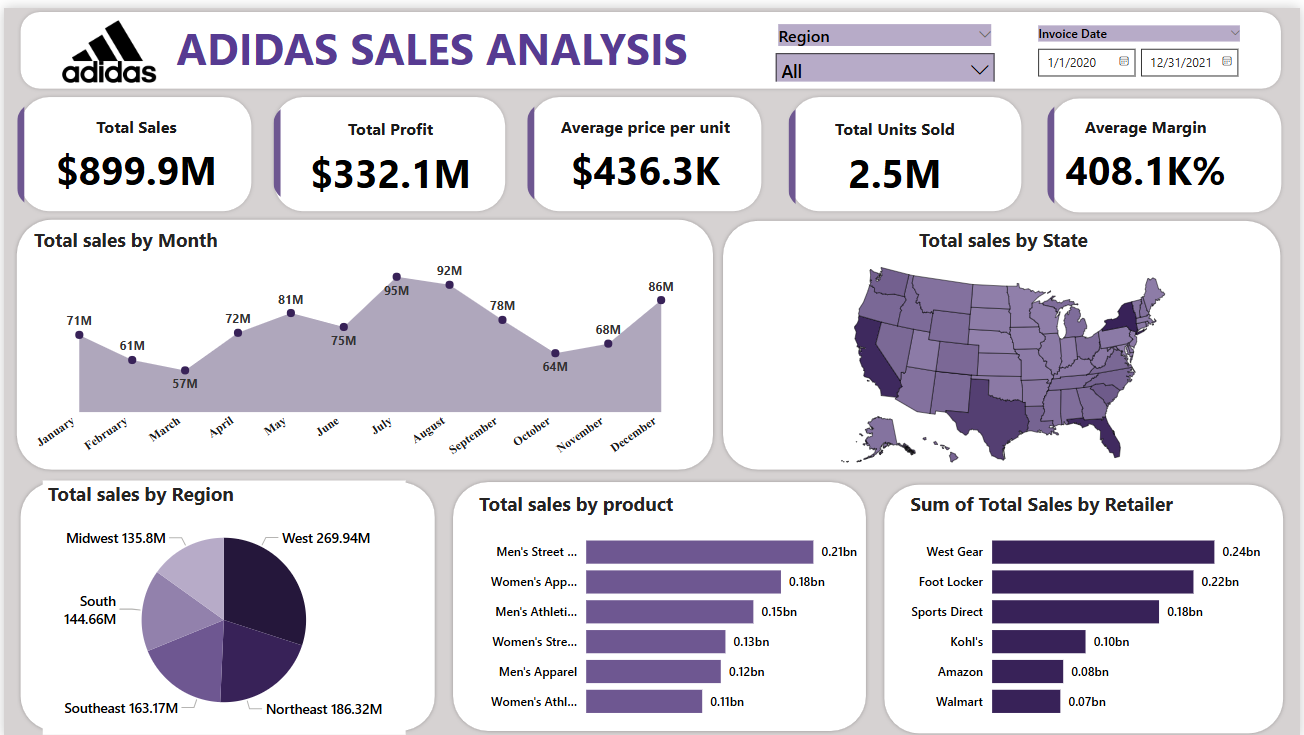 adidas
ADIDAS SALES ANALYSIS
Region
All
Invoice Date
1/1/2020
12/31/2021
Total Sales
$899.9M
Total Profit
$332.1M
Average price per unit
$436.3K
Total Units Sold
2.5M
Average Margin
408.1K%
Total sales by Month
71M
61M
57M
72M
81M
75M
95M
92M
78M
64M
68M
86M
January
February
March
April
May
June
July
August
September
October
November
December
Total sales by State
Total sales by Region
Midwest 135.8M
West 269.94M
South
144.66M
Southeast 163.17M
Northeast 186.32M
Total sales by product
Men's Street ... 0.21bn
Women's App... 0.18bn
Men's Athleti... 0.15bn
Women's Stre... 0.13bn
Men's Apparel 0.12bn
Women's Athl... 0.11bn
Sum of Total Sales by Retailer
West Gear 0.24bn
Foot Locker 0.22bn
Sports Direct 0.18bn
Kohl's 0.10bn
Amazon 0.08bn
Walmart 0.07bn